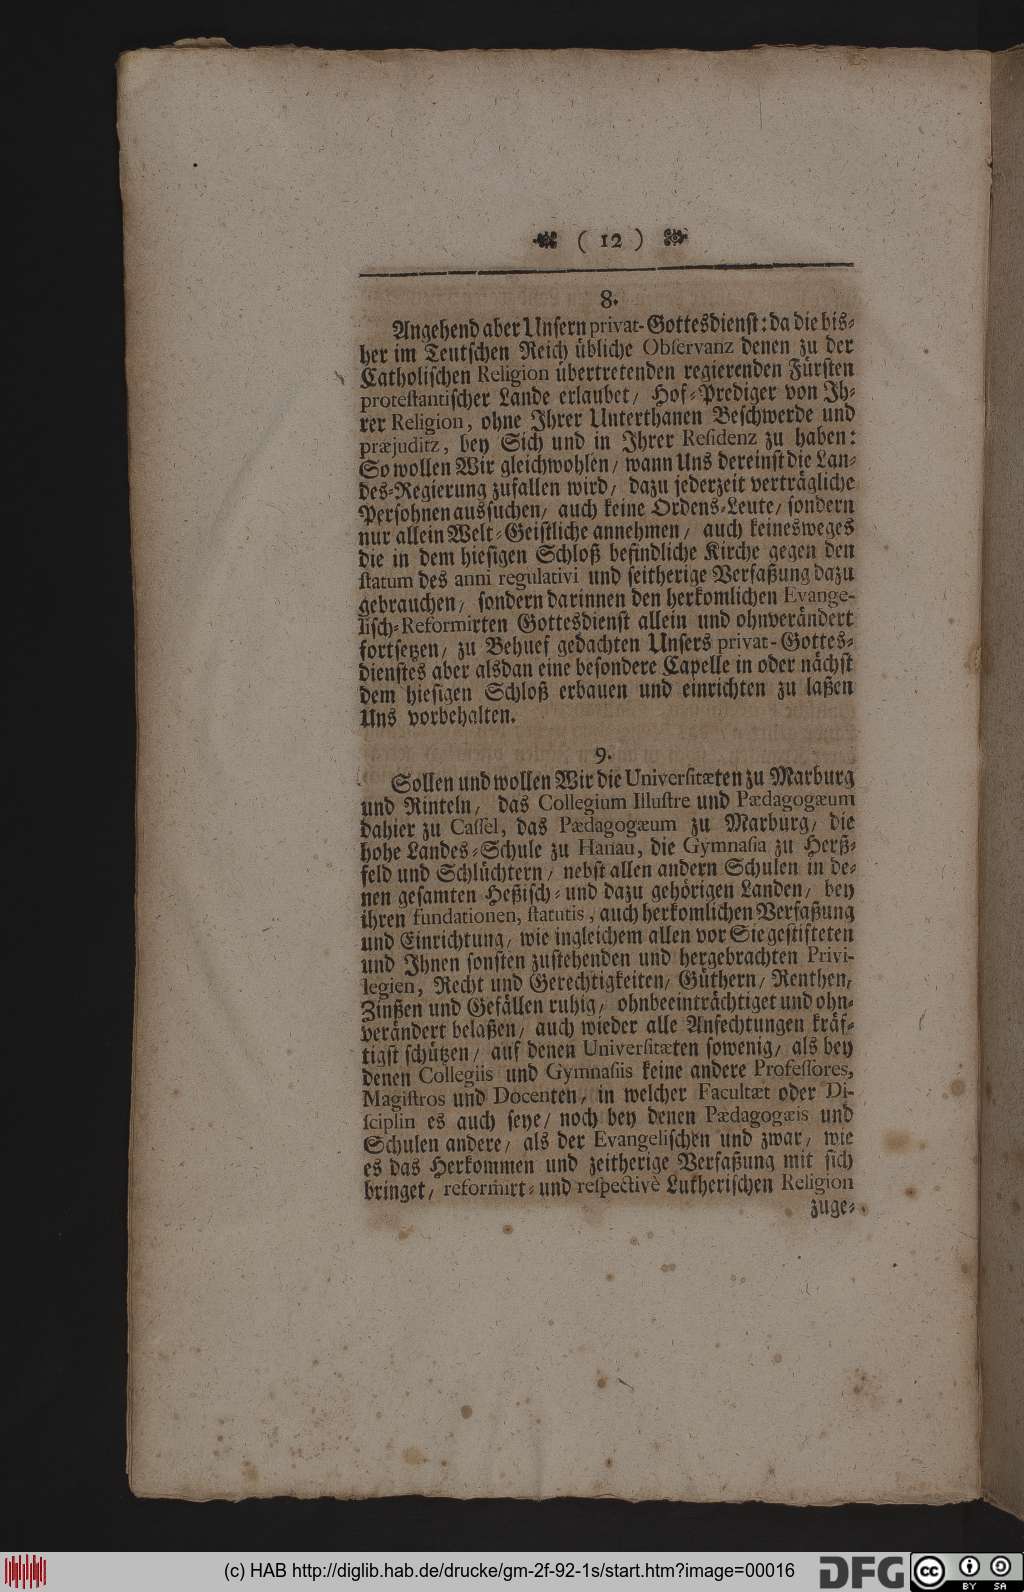 ( 12 )
8.
Angehend aber Unsern privat-Gottesdienst: da die bis⸗
her im Teutschen Reich übliche Observanz denen zu der
Catholischen Religion übertretenden regierenden Fürsten
protestantischer Lande erlaubet/ Hof⸗Prediger von Ih⸗
rer Religion, ohne Ihrer Unterthanen Beschwerde und
præjuditz, bey Sich und in Ihrer Residenz zu haben:
So wollen Wir gleichwohlen/ wann Uns dereinst die Lan⸗
des⸗Regierung zufallen wird/ dazu jederzeit verträgliche
Persohnen aussuchen/ auch keine Ordens⸗Leute/ sondern
nur allein Welt⸗Geistliche annehmen/ auch keinesweges
die in dem hiesigen Schloß befindliche Kirche gegen den
statum des anni regulativi und seitherige Verfaßung dazu
gebrauchen/ sondern darinnen den herkomlichen Evange-
lisch⸗Reformirten Gottesdienst allein und ohnverändert
fortsetzen/ zu Behuef gedachten Unsers privat-Gottes⸗
dienstes aber alsdan eine besondere Capelle in oder nächst
dem hiesigen Schloß erbauen und einrichten zu laßen
Uns vorbehalten.
9.
Sollen und wollen Wir die Universitæten zu Marburg
und Rinteln/ das Collegium Illustre und Pædagogæum
dahier zu Cassel, das Pædagogæum zu Marburg/ die
hohe Landes⸗Schule zu Hanau, die Gymnasia zu Herß⸗
feld und Schlüchtern/ nebst allen andern Schulen in de⸗
nen gesamten Heßisch⸗ und dazu gehörigen Landen/ bey
ihren fundationen, statutis, auch herkomlichen Verfaßung
und Einrichtung/ wie ingleichem allen vor Sie gestifteten
und Ihnen sonsten zustehenden und hergebrachten Privi-
legien, Recht und Gerechtigkeiten/ Güthern/ Renthen/
Zinßen und Gefällen ruhig/ ohnbeeinträchtiget und ohn⸗
verändert belaßen/ auch wieder alle Anfechtungen kräf⸗
tigst schützen/ auf denen Universitæten sowenig/ als bey
denen Collegiis und Gymnasiis keine andere Professores,
Magistros und Docenten/ in welcher Facultæt oder Di-
sciplin es auch seye/ noch bey denen Pædagogæis und
Schulen andere/ als der Evangelischen und zwar/ wie
es das Herkommen und zeitherige Verfaßung mit sich
bringet/ reformirt⸗ und respectivè Lutherischen Religion
zuge⸗
(c) HAB http://diglib.hab.de/drucke/gm-2f-92-1s/start.htm?image=00016
DFG
cc
BY SA